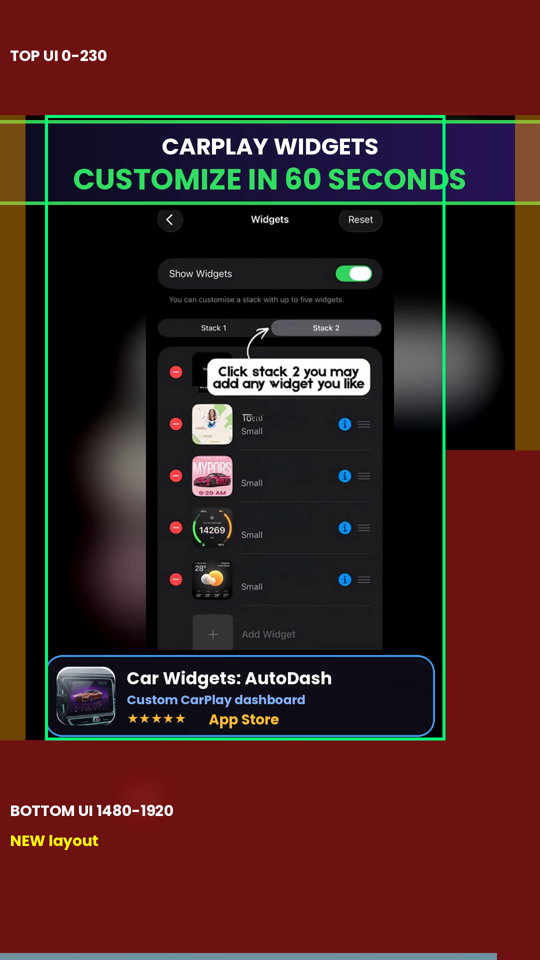 TOP UI 0-230
CARPLAY WIDGETS
CUSTOMIZE IN 60 SECONDS
Widgets
Reset
Show Widgets
You can customise a stack with up to five widgets.
Stack 1
Stack 2
Click stack 2 you may
add any widget you like
Small
MYPORS
9:29 AM
Small
14269
Small
28°
Small
Add Widget
Car Widgets: AutoDash
Custom CarPlay dashboard
★★★★★ App Store
BOTTOM UI 1480-1920
NEW layout